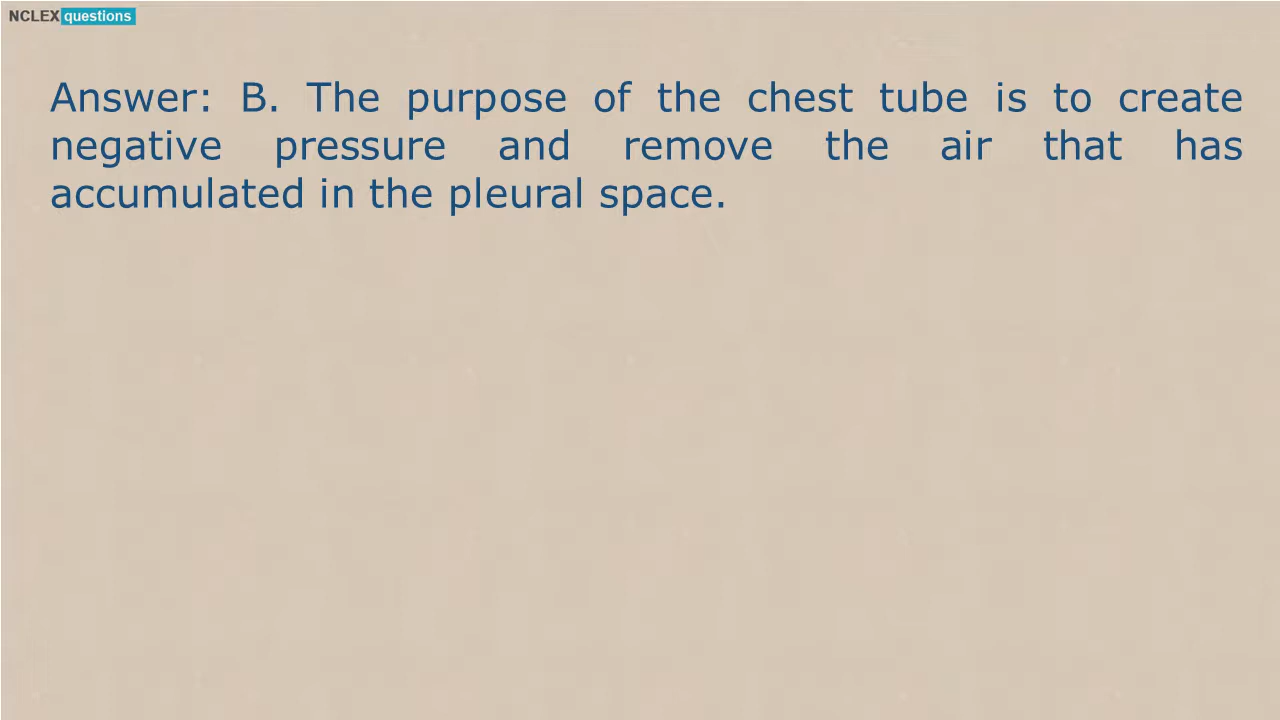 NCLEX questions
Answer: B. The purpose of the chest tube is to create
negative pressure and remove the air that has
accumulated in the pleural space.